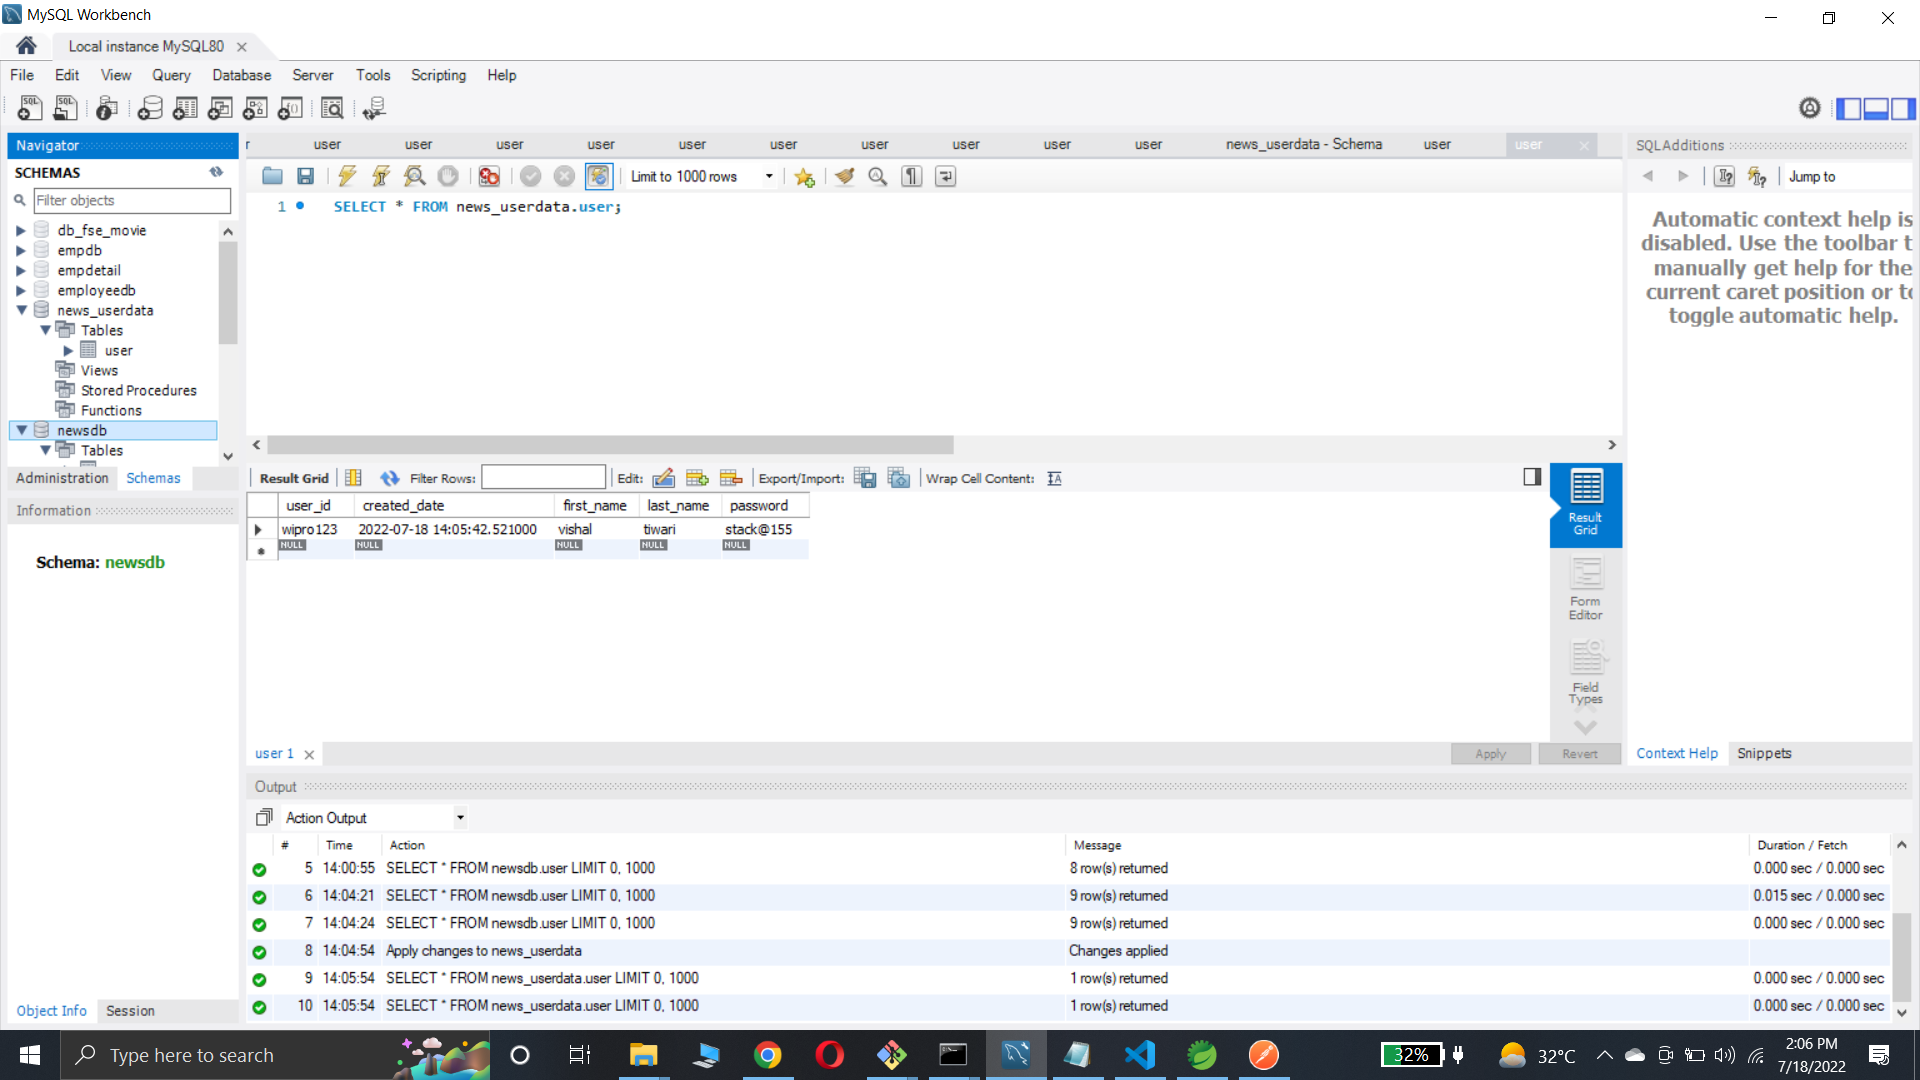 MySQL Workbench
Local instance MySQL80
File Edit View Query Database Server Tools Scripting Help
Navigator
SCHEMAS
Filter objects
db_fse_movie
empdb
empdetail
employeedb
news_userdata
Tables
user
Views
Stored Procedures
Functions
newsdb
Tables
Administration Schemas
Information
Schema: newsdb
Object Info Session
user user user user user user user user user user news_userdata - Schema user user
Limit to 1000 rows
1 SELECT * FROM news_userdata.user;
Result Grid Filter Rows: Edit: Export/Import: Wrap Cell Content:
user_id created_date first_name last_name password
wipro123 2022-07-18 14:05:42.521000 vishal tiwari stack@155
NULL NULL NULL NULL NULL
Result Grid
Form Editor
Field Types
user 1 Apply Revert
SQLAdditions
Jump to
Automatic context help is
disabled. Use the toolbar t
manually get help for the
current caret position or to
toggle automatic help.
Context Help Snippets
Output
Action Output
# Time Action Message Duration / Fetch
5 14:00:55 SELECT * FROM newsdb.user LIMIT 0, 1000 8 row(s) returned 0.000 sec / 0.000 sec
6 14:04:21 SELECT * FROM newsdb.user LIMIT 0, 1000 9 row(s) returned 0.015 sec / 0.000 sec
7 14:04:24 SELECT * FROM newsdb.user LIMIT 0, 1000 9 row(s) returned 0.000 sec / 0.000 sec
8 14:04:54 Apply changes to news_userdata Changes applied
9 14:05:54 SELECT * FROM news_userdata.user LIMIT 0, 1000 1 row(s) returned 0.000 sec / 0.000 sec
10 14:05:54 SELECT * FROM news_userdata.user LIMIT 0, 1000 1 row(s) returned 0.000 sec / 0.000 sec
Type here to search
32%
32°C
2:06 PM
7/18/2022